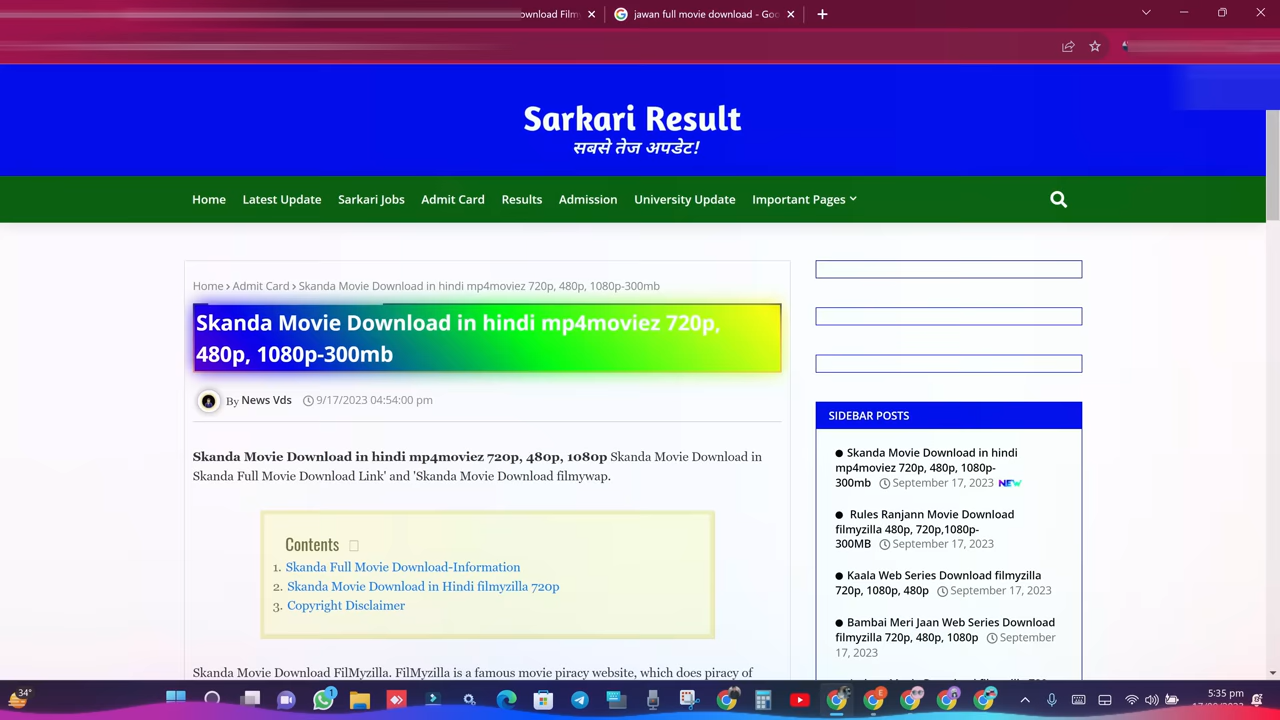 ownload Film
jawan full movie download - Goo
Sarkari Result
सबसे तेज अपडेट!
Home Latest Update Sarkari Jobs Admit Card Results Admission University Update Important Pages
Home › Admit Card › Skanda Movie Download in hindi mp4moviez 720p, 480p, 1080p-300mb
Skanda Movie Download in hindi mp4moviez 720p,
480p, 1080p-300mb
By News Vds 9/17/2023 04:54:00 pm
Skanda Movie Download in hindi mp4moviez 720p, 480p, 1080p Skanda Movie Download in
Skanda Full Movie Download Link' and 'Skanda Movie Download filmywap.
Contents
1. Skanda Full Movie Download-Information
2. Skanda Movie Download in Hindi filmyzilla 720p
3. Copyright Disclaimer
Skanda Movie Download FilMyzilla. FilMyzilla is a famous movie piracy website, which does piracy of
SIDEBAR POSTS
Skanda Movie Download in hindi
mp4moviez 720p, 480p, 1080p-
300mb September 17, 2023 NEW
Rules Ranjann Movie Download
filmyzilla 480p, 720p,1080p-
300MB September 17, 2023
Kaala Web Series Download filmyzilla
720p, 1080p, 480p September 17, 2023
Bambai Meri Jaan Web Series Download
filmyzilla 720p, 480p, 1080p September
17, 2023
34°
1
5:35 pm